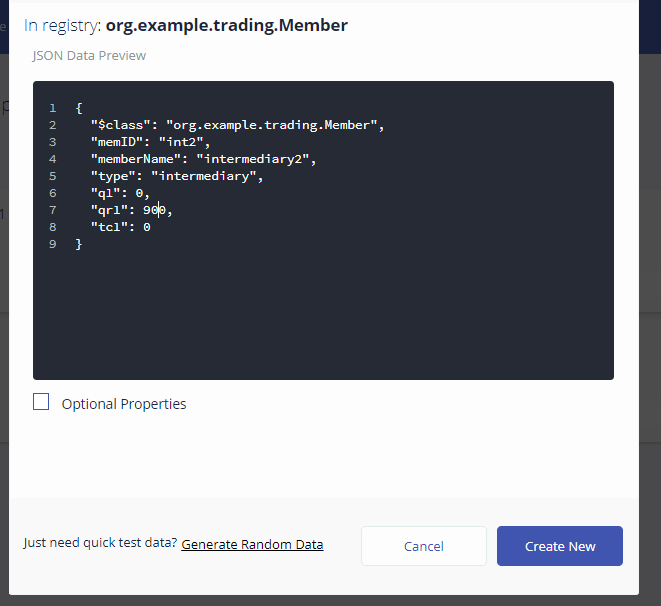 In registry: org.example.trading.Member
JSON Data Preview
1 {
2 "$class": "org.example.trading.Member",
3 "memID": "int2",
4 "memberName": "intermediary2",
5 "type": "intermediary",
6 "ql": 0,
7 "qrl": 900,
8 "tcl": 0
9 }
Optional Properties
Just need quick test data? Generate Random Data
Cancel
Create New